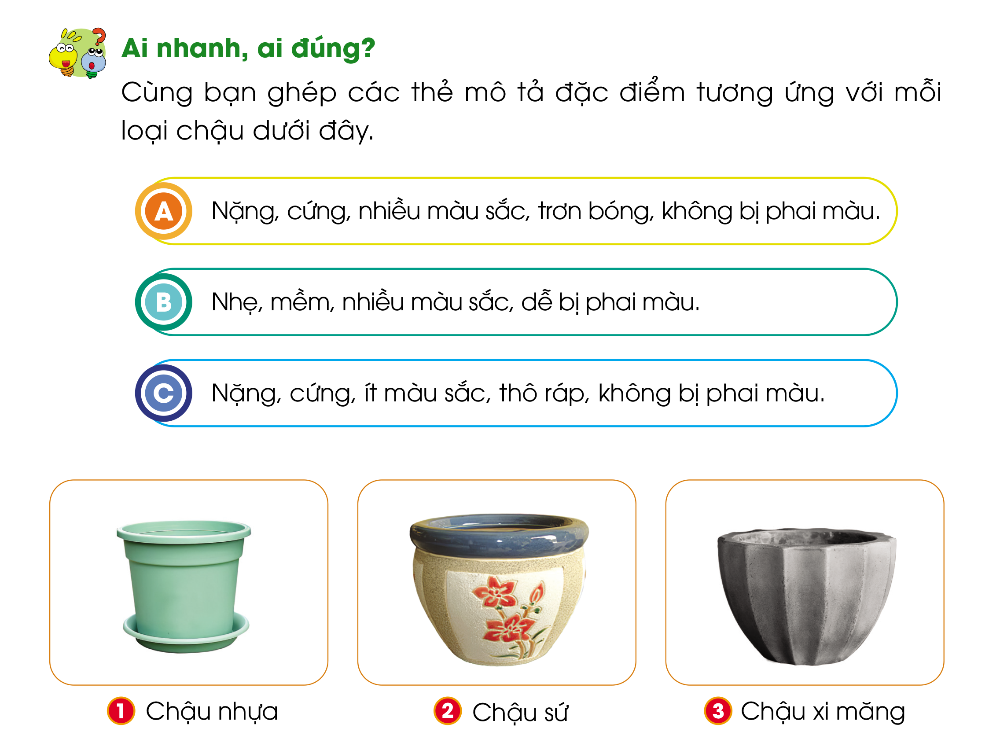 Ai nhanh, ai đúng?
Cùng bạn ghép các thẻ mô tả đặc điểm tương ứng với mỗi
loại chậu dưới đây.
A Nặng, cứng, nhiều màu sắc, trơn bóng, không bị phai màu.
B Nhẹ, mềm, nhiều màu sắc, dễ bị phai màu.
C Nặng, cứng, ít màu sắc, thô ráp, không bị phai màu.
1 Chậu nhựa
2 Chậu sứ
3 Chậu xi măng